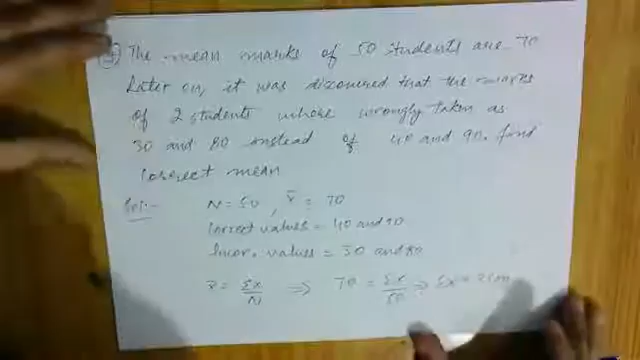 The mean marks of 50 students are 70
Later on, it was discovered that the marks
of 2 students whose wrongly taken as
30 and 80 instead of 40 and 90. find
Correct mean
Sol:-
N = 50, x̄ = 70
Correct values = 40 and 90
Incor. values = 30 and 80
x̄ = Σx/N ⇒ 70 = Σx/50 ⇒ Σx =